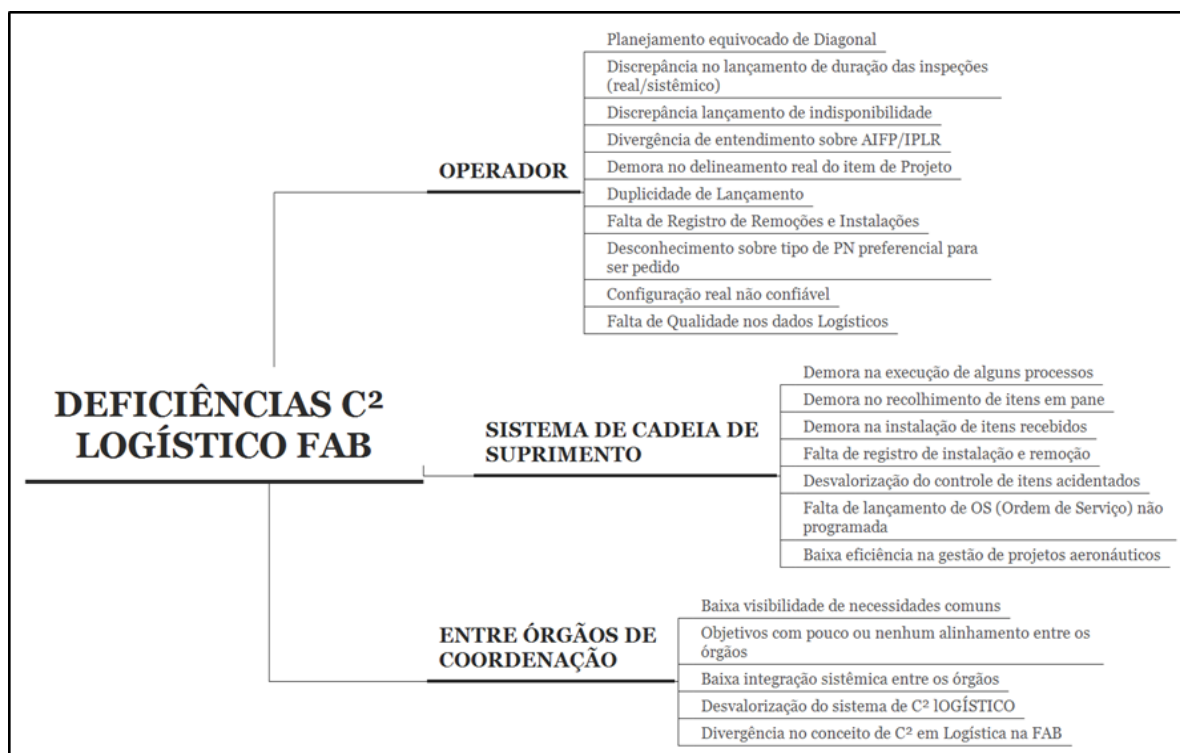 DEFICIÊNCIAS C²
LOGÍSTICO FAB
OPERADOR
Planejamento equivocado de Diagonal
Discrepância no lançamento de duração das inspeções
(real/sistêmico)
Discrepância lançamento de indisponibilidade
Divergência de entendimento sobre AIFP/IPLR
Demora no delineamento real do item de Projeto
Duplicidade de Lançamento
Falta de Registro de Remoções e Instalações
Desconhecimento sobre tipo de PN preferencial para
ser pedido
Configuração real não confiável
Falta de Qualidade nos dados Logísticos
SISTEMA DE CADEIA DE
SUPRIMENTO
Demora na execução de alguns processos
Demora no recolhimento de itens em pane
Demora na instalação de itens recebidos
Falta de registro de instalação e remoção
Desvalorização do controle de itens acidentados
Falta de lançamento de OS (Ordem de Serviço) não
programada
Baixa eficiência na gestão de projetos aeronáuticos
ENTRE ÓRGÃOS DE
COORDENAÇÃO
Baixa visibilidade de necessidades comuns
Objetivos com pouco ou nenhum alinhamento entre os
órgãos
Baixa integração sistêmica entre os órgãos
Desvalorização do sistema de C² lOGÍSTICO
Divergência no conceito de C² em Logística na FAB